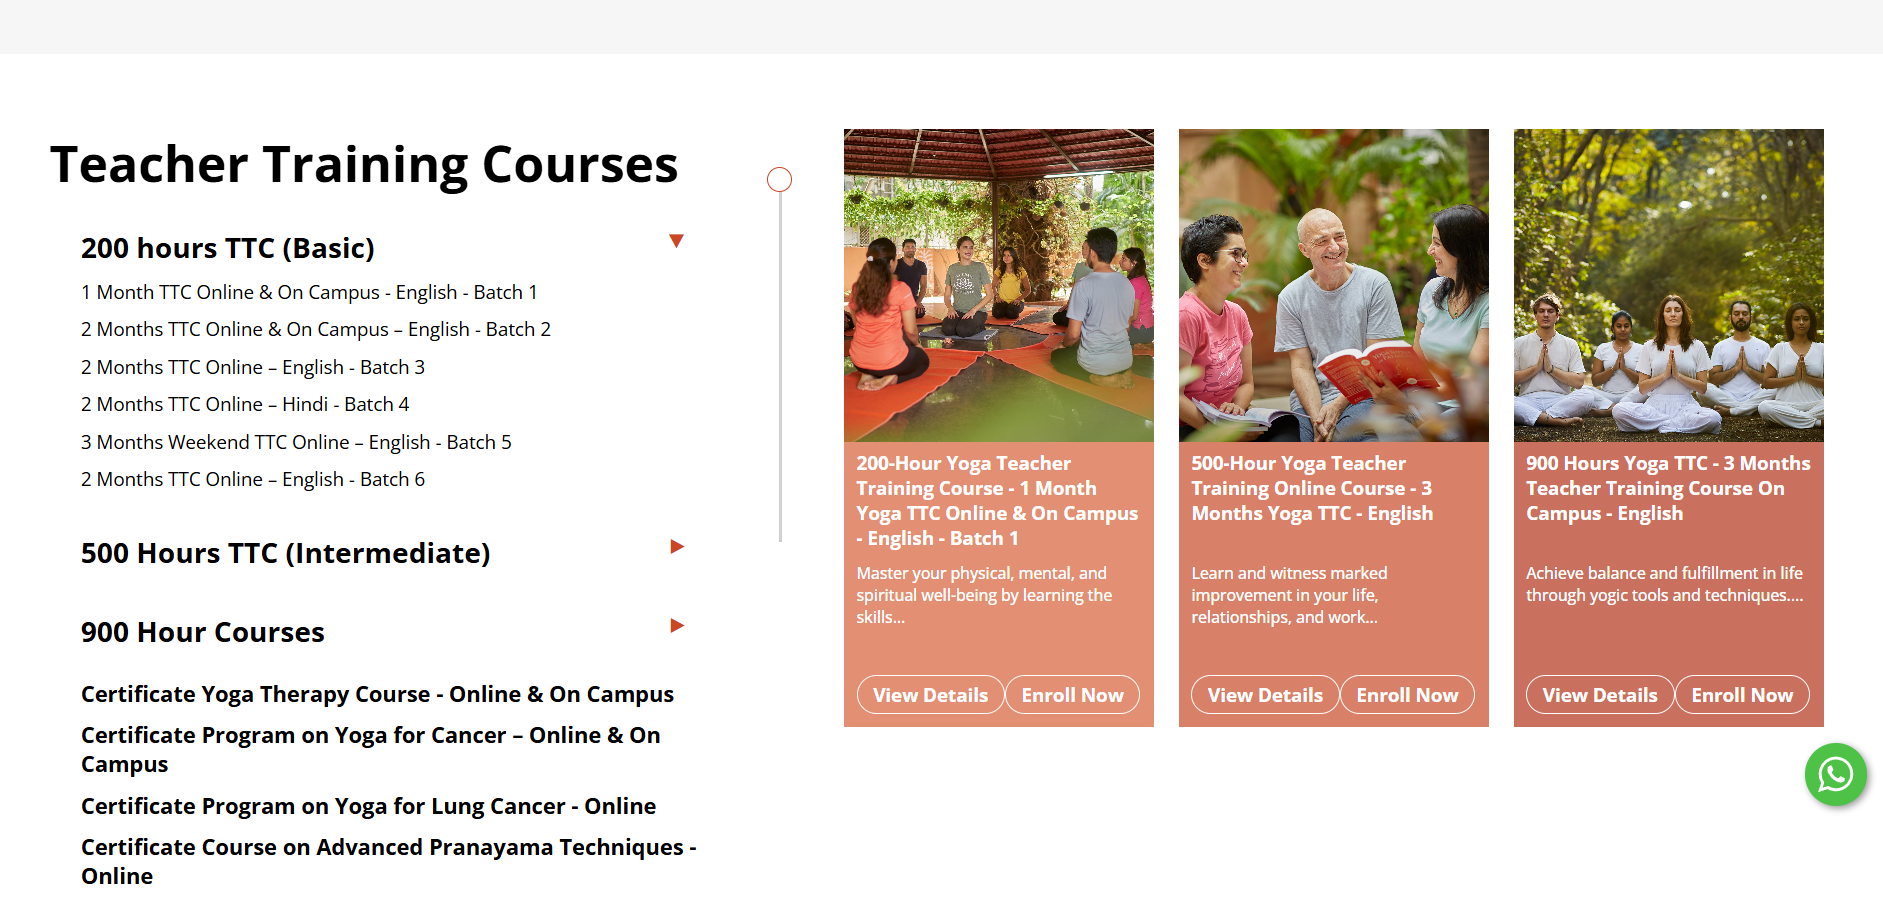 Teacher Training Courses
200 hours TTC (Basic)
1 Month TTC Online & On Campus - English - Batch 1
2 Months TTC Online & On Campus – English - Batch 2
2 Months TTC Online – English - Batch 3
2 Months TTC Online – Hindi - Batch 4
3 Months Weekend TTC Online – English - Batch 5
2 Months TTC Online – English - Batch 6
500 Hours TTC (Intermediate)
900 Hour Courses
Certificate Yoga Therapy Course - Online & On Campus
Certificate Program on Yoga for Cancer – Online & On
Campus
Certificate Program on Yoga for Lung Cancer - Online
Certificate Course on Advanced Pranayama Techniques -
Online
200-Hour Yoga Teacher
Training Course - 1 Month
Yoga TTC Online & On Campus
- English - Batch 1
Master your physical, mental, and
spiritual well-being by learning the
skills...
View Details
Enroll Now
500-Hour Yoga Teacher
Training Online Course - 3
Months Yoga TTC - English
Learn and witness marked
improvement in your life,
relationships, and work...
View Details
Enroll Now
900 Hours Yoga TTC - 3 Months
Teacher Training Course On
Campus - English
Achieve balance and fulfillment in life
through yogic tools and techniques....
View Details
Enroll Now